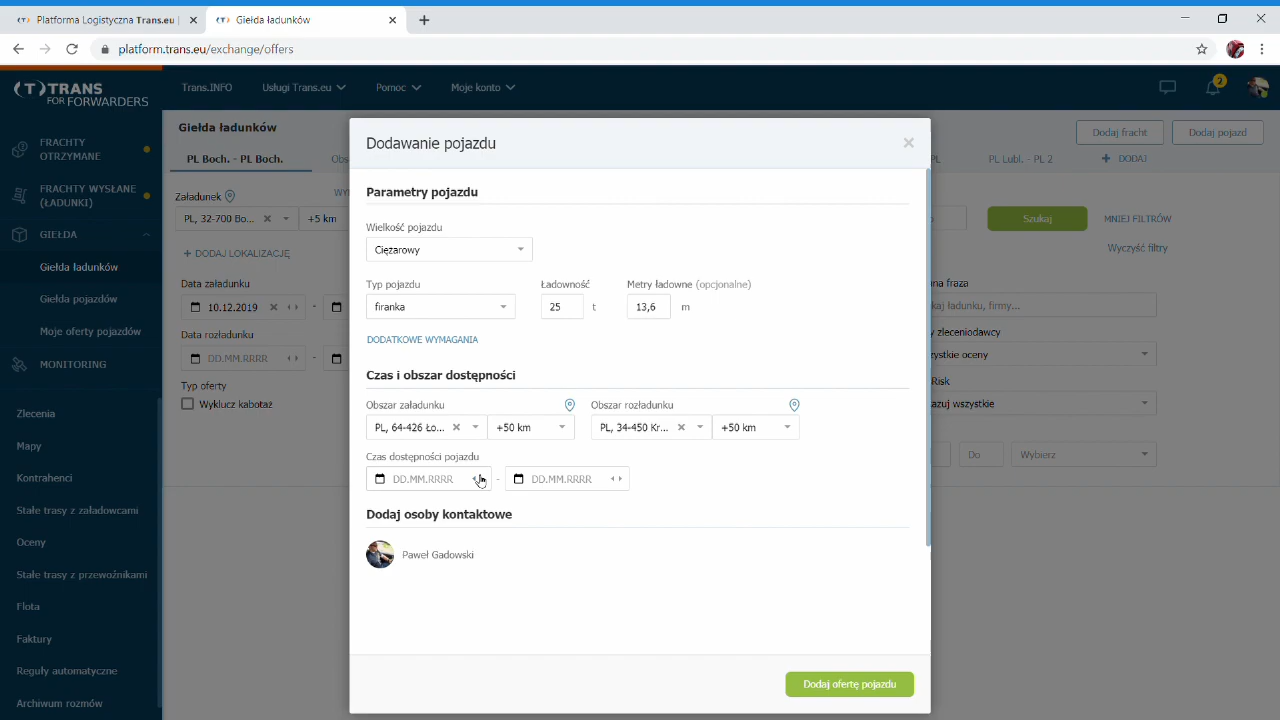 Platforma Logistyczna Trans.eu |
Giełda ładunków
platform.trans.eu/exchange/offers
(T) TRANS
FOR FORWARDERS
Trans.INFO
Usługi Trans.eu
Pomoc
Moje konto
2
Giełda ładunków
Dodaj fracht
Dodaj pojazd
PL Boch. - PL Boch.
PL Lubl. - PL 2
+ DODAJ
FRACHTY
OTRZYMANE
FRACHTY WYSŁANE
(ŁADUNKI)
GIEŁDA
Giełda ładunków
Giełda pojazdów
Moje oferty pojazdów
MONITORING
Zlecenia
Mapy
Kontrahenci
Stałe trasy z załadowcami
Oceny
Stałe trasy z przewoźnikami
Flota
Faktury
Reguły automatyczne
Archiwum rozmów
Załadunek
PL, 32-700 Bo...
+5 km
+ DODAJ LOKALIZACJĘ
Data załadunku
10.12.2019
-
Data rozładunku
DD.MM.RRRR
-
Typ oferty
Wyklucz kabotaż
Szukaj
MNIEJ FILTRÓW
Wyczyść filtry
Do
Wybierz
Dodawanie pojazdu
Parametry pojazdu
Wielkość pojazdu
Ciężarowy
Typ pojazdu
Ładowność
Metry ładowne (opcjonalne)
firanka
25 t
13,6 m
DODATKOWE WYMAGANIA
Czas i obszar dostępności
Obszar załadunku
Obszar rozładunku
PL, 64-426 Ło...
+50 km
PL, 34-450 Kr...
+50 km
Czas dostępności pojazdu
DD.MM.RRRR
-
DD.MM.RRRR
Dodaj osoby kontaktowe
Paweł Gadowski
Dodaj ofertę pojazdu